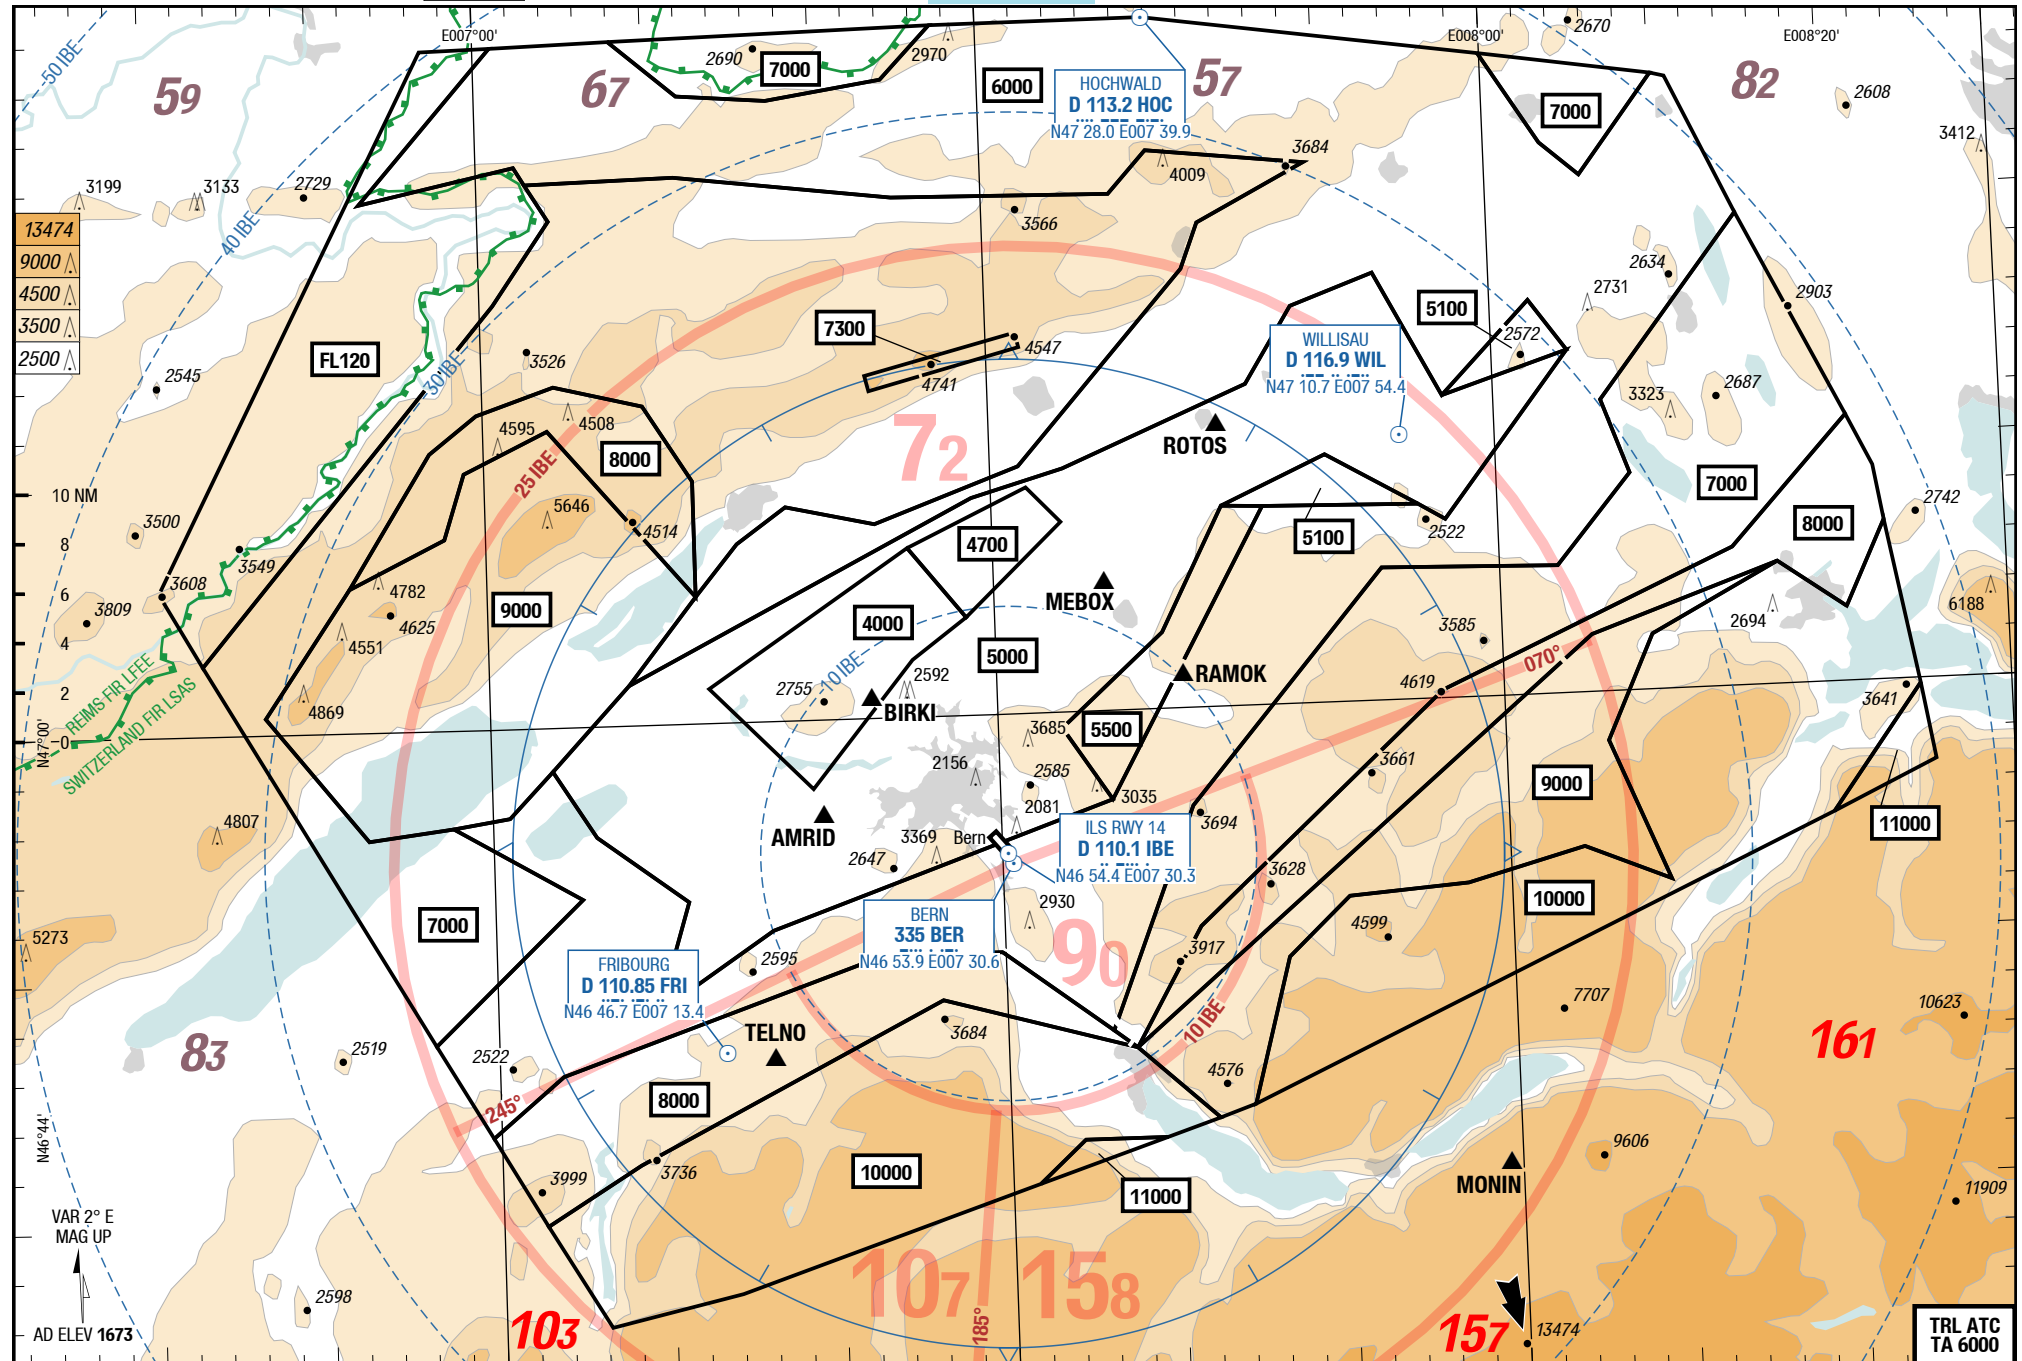 E007°00'
E008°00'
E008°20'
2670
50 IBE
59
67
2690
7000
2970
6000
HOCHWALD
D 113.2 HOC
N47 28.0 E007 39.9
57
82
7000
2608
3412
3684
4009
3199
3133
2729
40 IBE
3566
13474
9000
4500
3500
2500
2634
2731
2903
5100
2572
7300
4547
4741
WILLISAU
D 116.9 WIL
N47 10.7 E007 54.4
FL120
3526
30 IBE
2545
3323
2687
4595
4508
8000
72
ROTOS
25 IBE
10 NM
8
6
4
2
0
3500
5646
4514
7000
2742
8000
4700
5100
2522
3549
3608
3809
4782
4625
4551
9000
MEBOX
4000
5000
3585
2694
6188
REIMS FIR LFEE
SWITZERLAND FIR LSAS
N47°00'
4869
2755
10 IBE
2592
BIRKI
RAMOK
070°
4619
3641
3685
5500
2156
2585
3035
2081
3661
9000
11000
4807
AMRID
3369
Bern
2647
ILS RWY 14
D 110.1 IBE
N46 54.4 E007 30.3
3694
3628
5273
7000
BERN
335 BER
N46 53.9 E007 30.6
2930
90
3917
4599
10000
2595
FRIBOURG
D 110.85 FRI
N46 46.7 E007 13.4
TELNO
3684
10 IBE
7707
10623
161
83
2519
2522
4576
245°
8000
N46°44'
3736
3999
10000
11000
9606
MONIN
11909
VAR 2° E
MAG UP
AD ELEV 1673
2598
103
107
185°
158
157
13474
TRL ATC
TA 6000